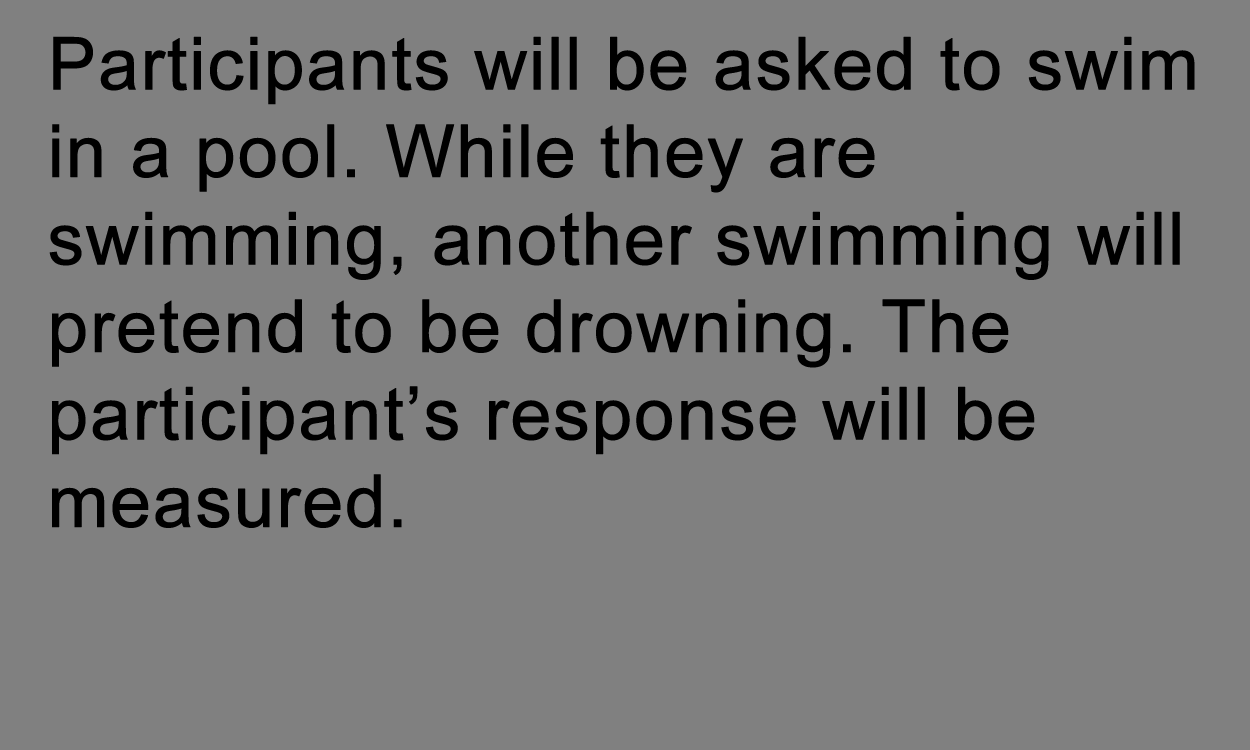 Participants will be asked to swim
in a pool. While they are
swimming, another swimming will
pretend to be drowning. The
participant’s response will be
measured.